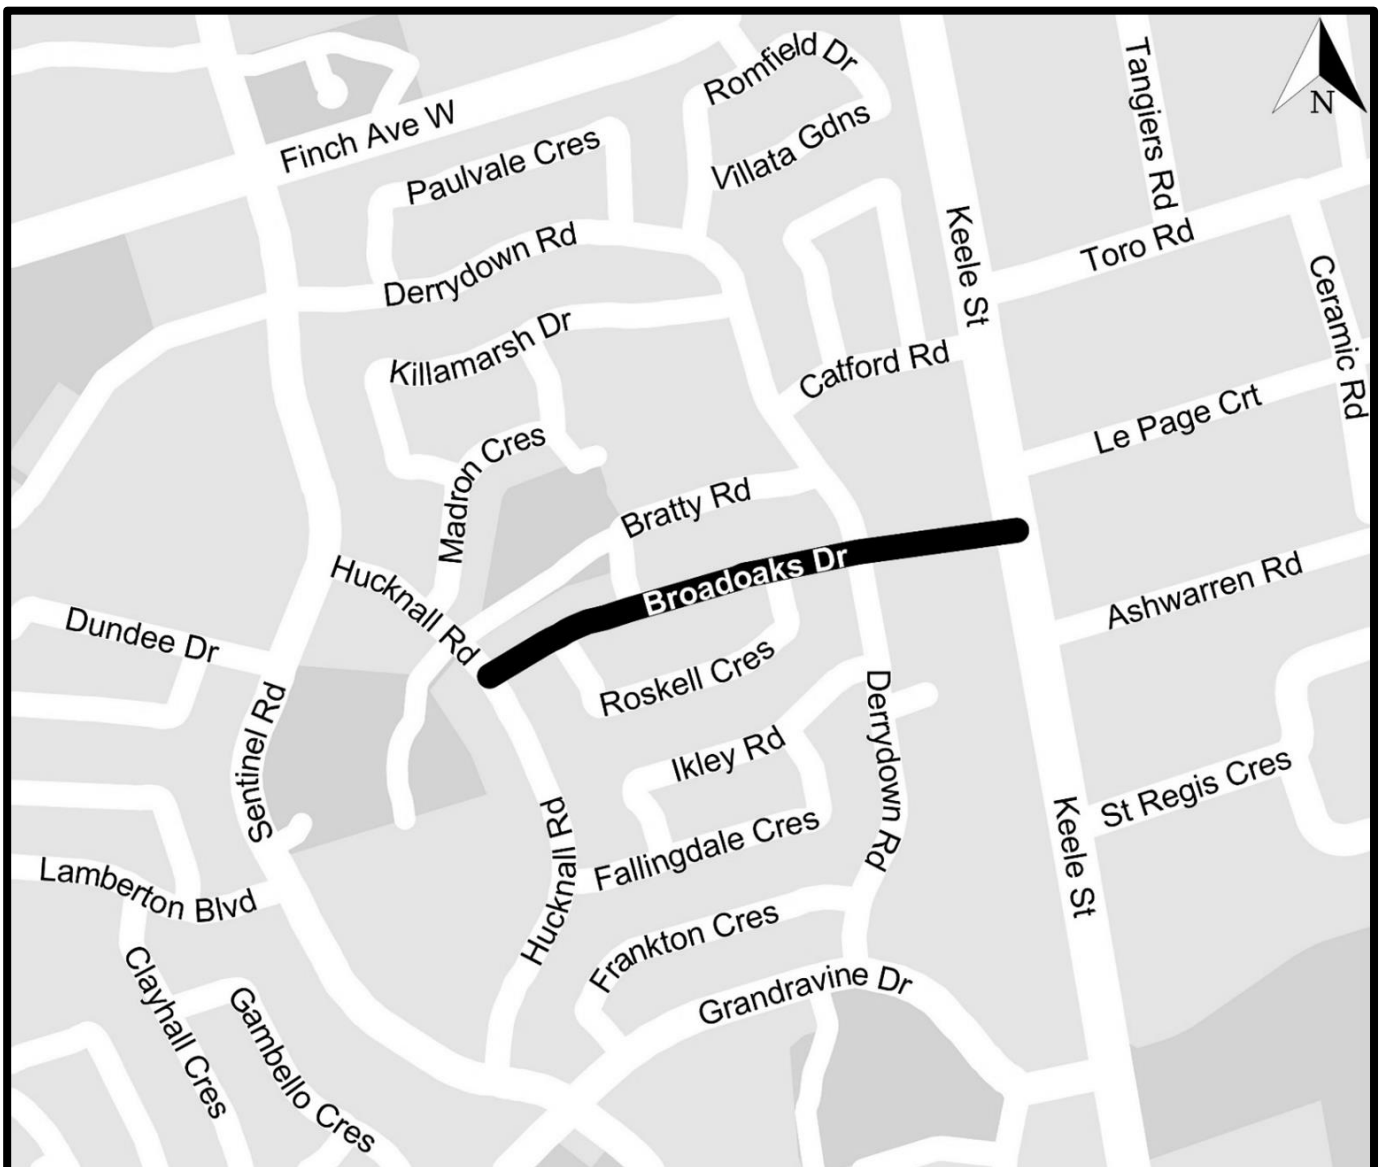 Romfield Dr
Tangiers Rd
N
Finch Ave W
Paulvale Cres
Villata Gdns
Keele St
Toro Rd
Derrydown Rd
Ceramic Rd
Killamarsh Dr
Catford Rd
Le Page Crt
Madron Cres
Bratty Rd
Hucknall Rd
Broadoaks Dr
Ashwarren Rd
Dundee Dr
Roskell Cres
Sentinel Rd
Derrydown Rd
Ikley Rd
St Regis Cres
Hucknall Rd
Fallingdale Cres
Keele St
Lamberton Blvd
Frankton Cres
Grandravine Dr
Clayhall Cres
Gambello Cres